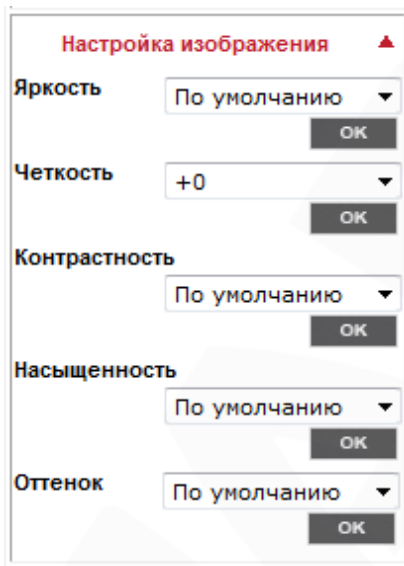 Настройка изображения
Яркость
По умолчанию
OK
Четкость
+0
OK
Контрастность
По умолчанию
OK
Насыщенность
По умолчанию
OK
Оттенок
По умолчанию
OK